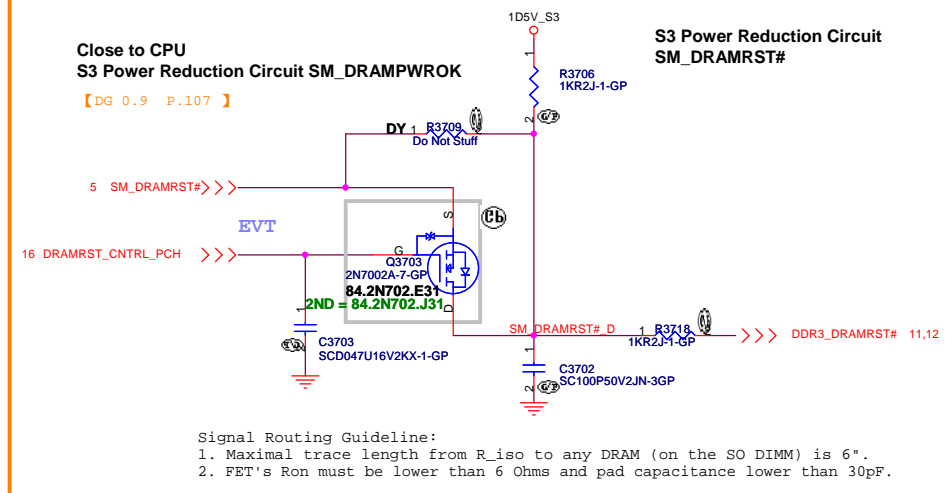 1D5V_S3
Close to CPU
S3 Power Reduction Circuit SM_DRAMPWROK
S3 Power Reduction Circuit
SM_DRAMRST#
【DG 0.9 P.107 】
1
R3706
1KR2J-1-GP
2
DY 1 R3709
Do Not Stuff
5 SM_DRAMRST#
EVT
S
16 DRAMRST_CNTRL_PCH
G
Q3703
2N7002A-7-GP
84.2N702.E31
2ND = 84.2N702.J31
D
SM_DRAMRST#_D
1 R3718
1KR2J-1-GP
DDR3_DRAMRST# 11,12
1
C3703
SCD047U16V2KX-1-GP
1
C3702
SC100P50V2JN-3GP
2
Signal Routing Guideline:
1. Maximal trace length from R_iso to any DRAM (on the SO DIMM) is 6".
2. FET's Ron must be lower than 6 Ohms and pad capacitance lower than 30pF.